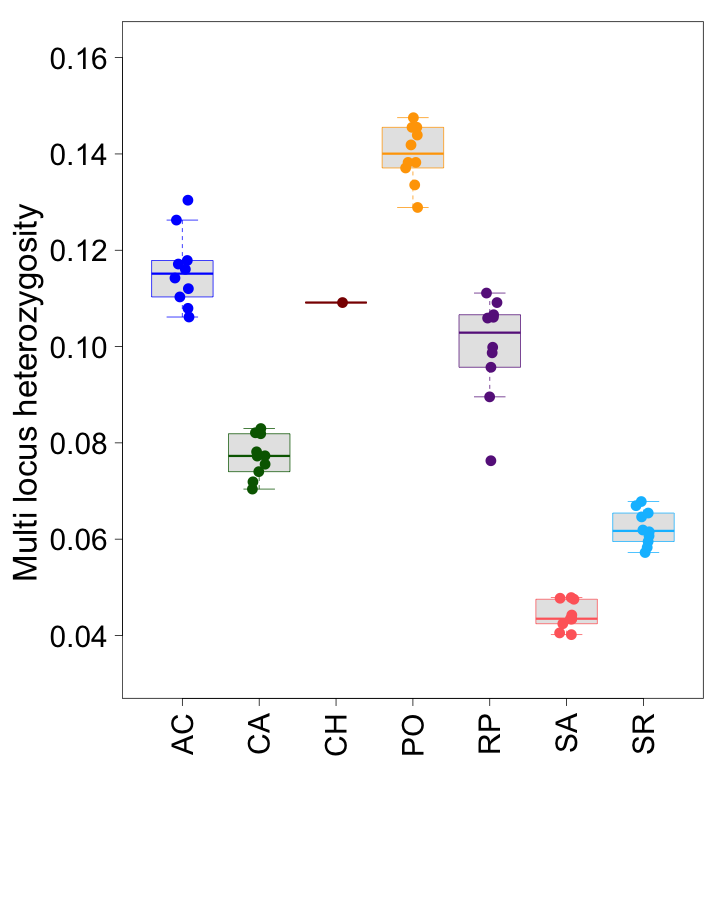 Multi locus heterozygosity
0.16
0.14
0.12
0.10
0.08
0.06
0.04
AC
CA
CH
PO
RP
SA
SR